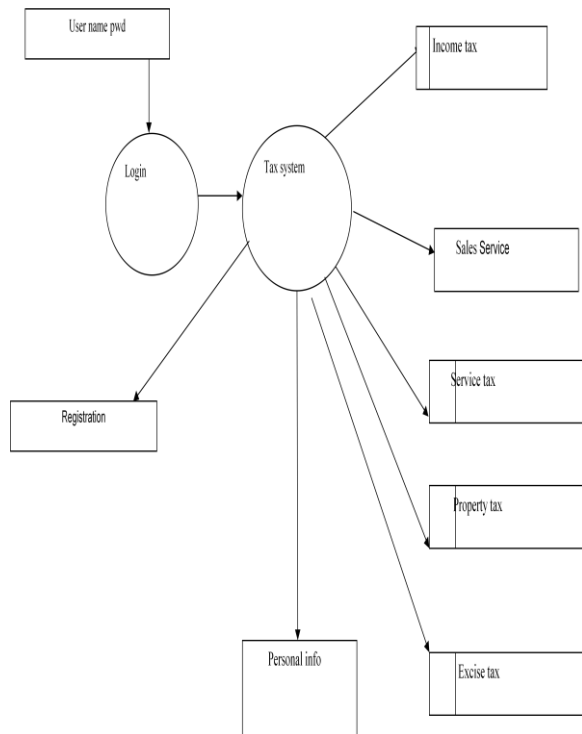 User name pwd
Income tax
Login
Tax system
Sales Service
Service tax
Registration
Property tax
Personal info
Excise tax